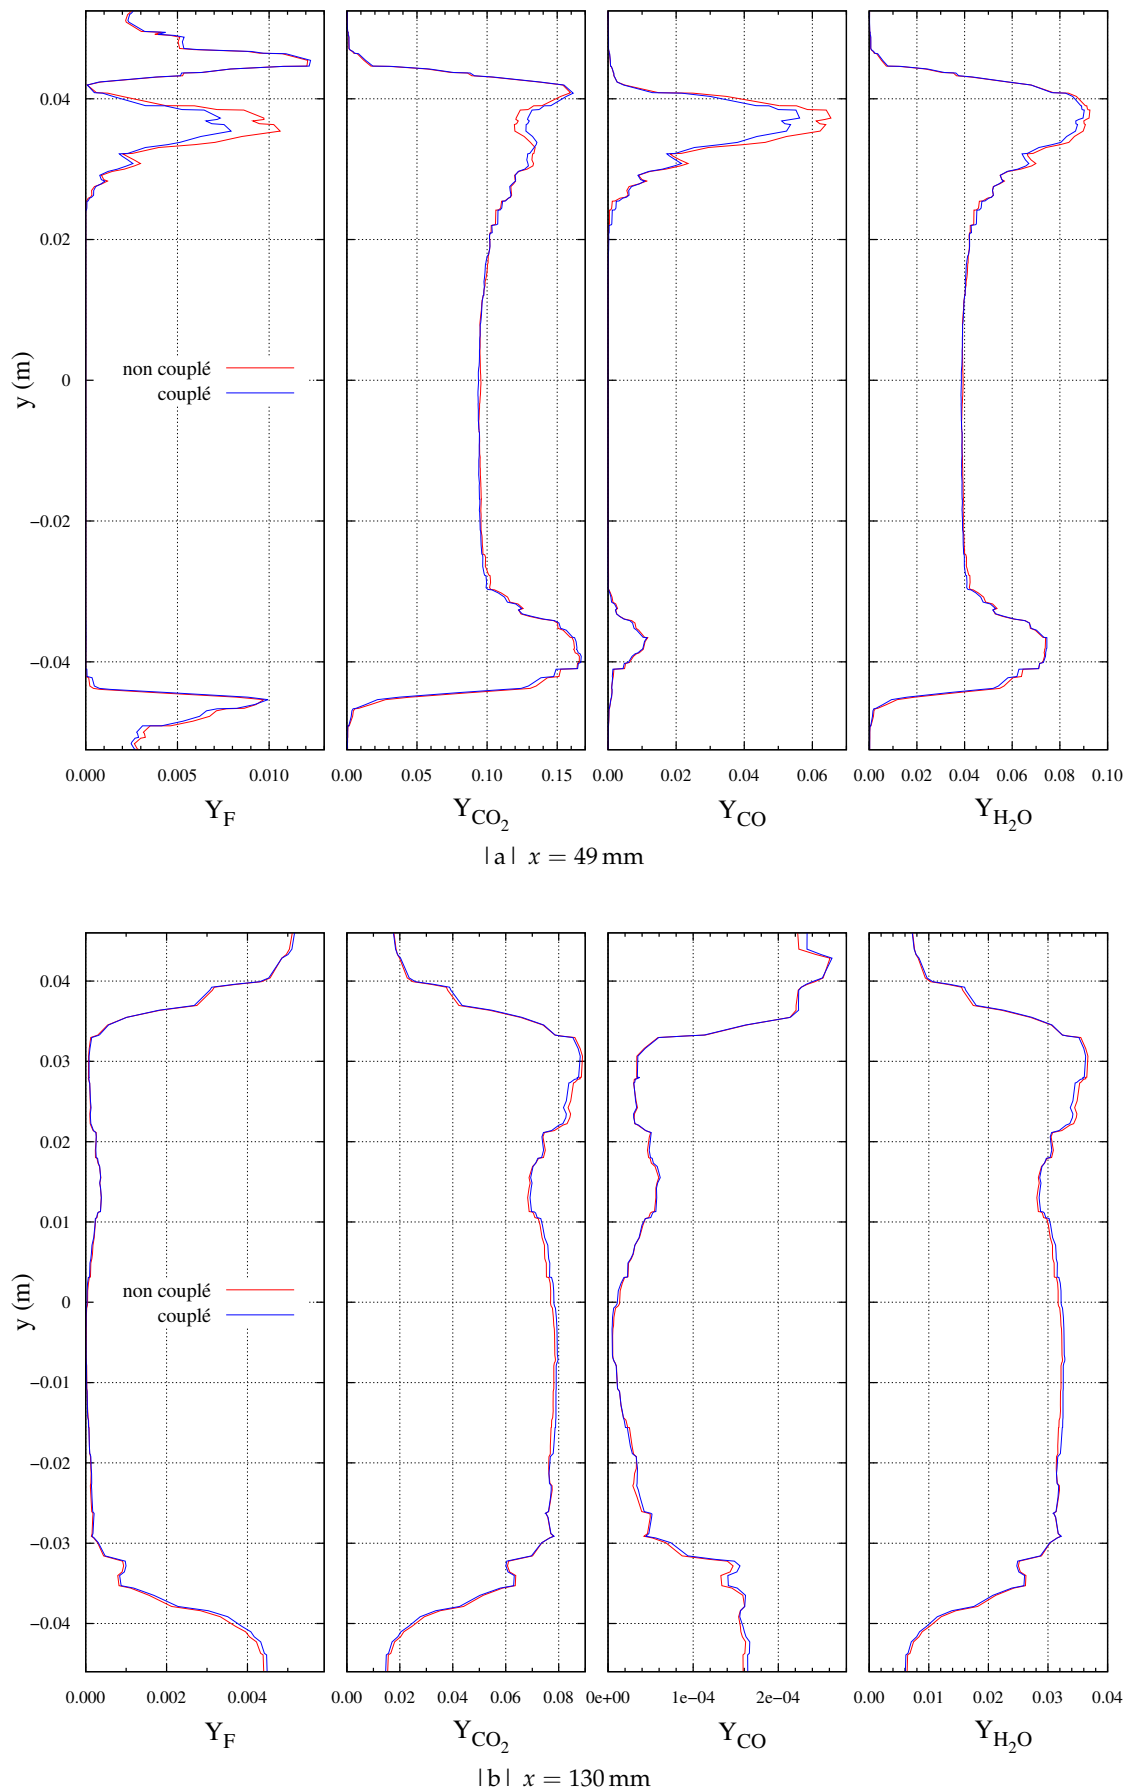 0.04
0.02
0
−0.02
−0.04
y (m)
non couplé
couplé
0.000 0.005 0.010
0.00 0.05 0.10 0.15
0.00 0.02 0.04 0.06
0.00 0.02 0.04 0.06 0.08 0.10
Y_F
Y_CO₂
Y_CO
Y_H₂O
|a| x = 49 mm
0.04
0.03
0.02
0.01
0
−0.01
−0.02
−0.03
−0.04
y (m)
non couplé
couplé
0.000 0.002 0.004
0.00 0.02 0.04 0.06 0.08
0e+00 1e−04 2e−04
0.00 0.01 0.02 0.03 0.04
Y_F
Y_CO₂
Y_CO
Y_H₂O
|b| x = 130 mm